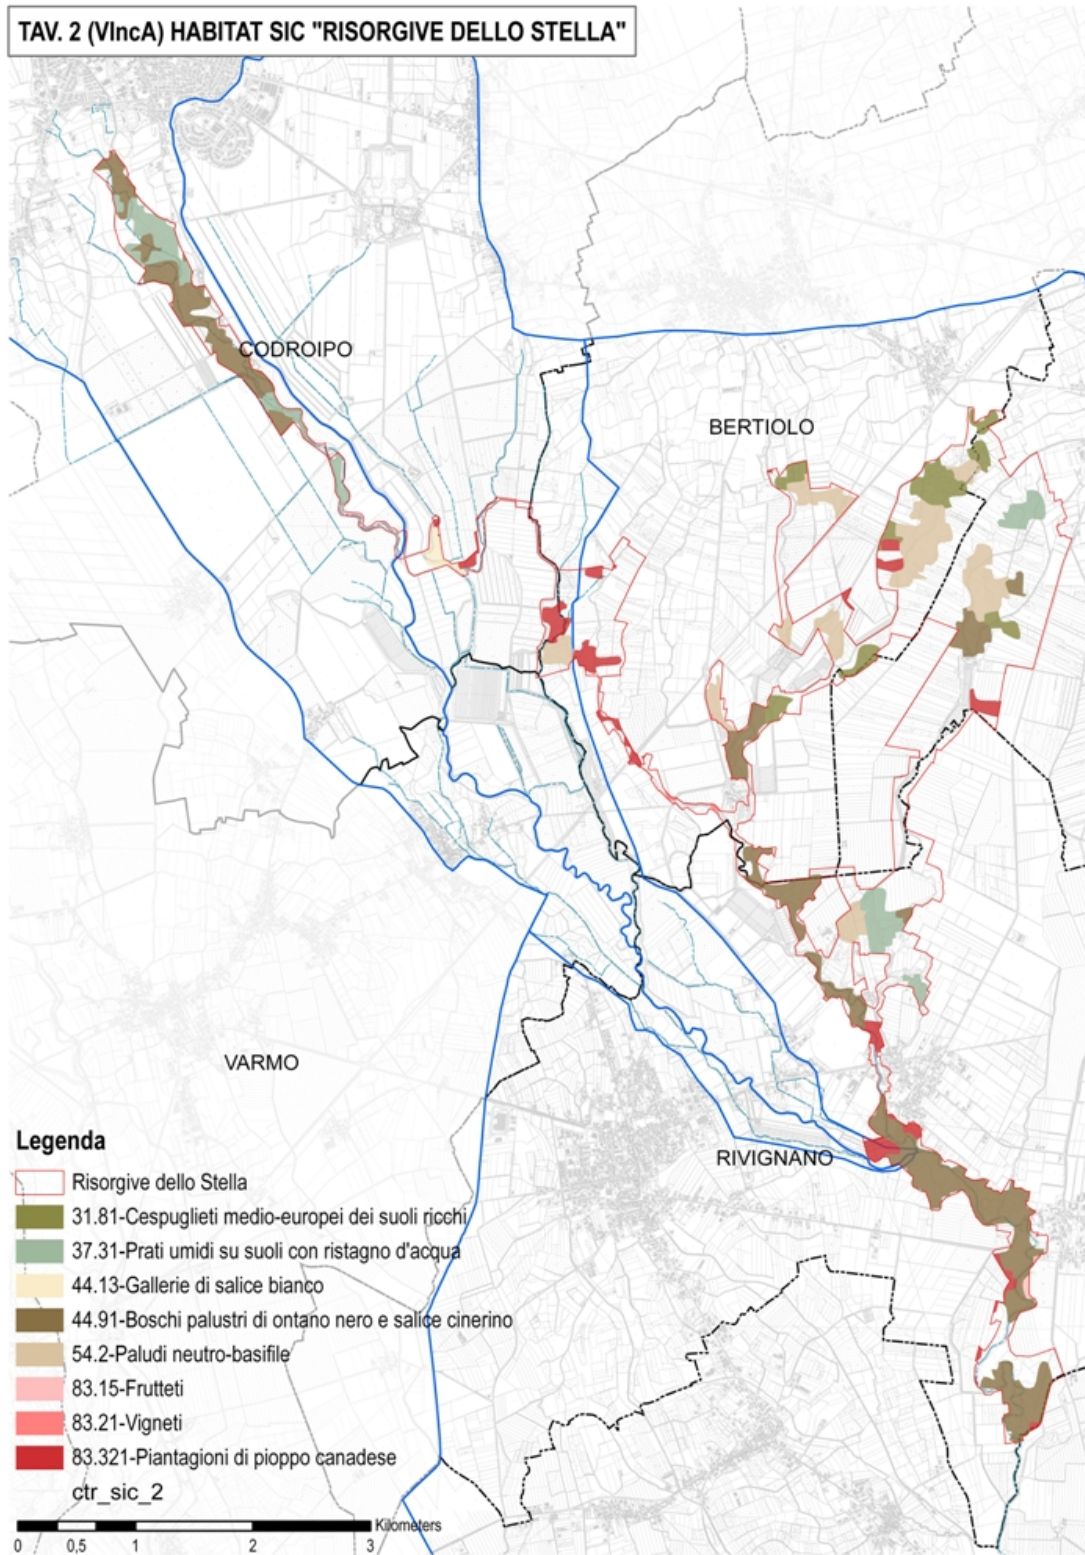 TAV. 2 (VIncA) HABITAT SIC "RISORGIVE DELLO STELLA"
CODROIPO
BERTIOLO
VARMO
RIVIGNANO
Legenda
Risorgive dello Stella
31.81-Cespuglieti medio-europei dei suoli ricchi
37.31-Prati umidi su suoli con ristagno d'acqua
44.13-Gallerie di salice bianco
44.91-Boschi palustri di ontano nero e salice cinerino
54.2-Paludi neutro-basifile
83.15-Frutteti
83.21-Vigneti
83.321-Piantagioni di pioppo canadese
ctr_sic_2
Kilometers
0 0,5 1 2 3